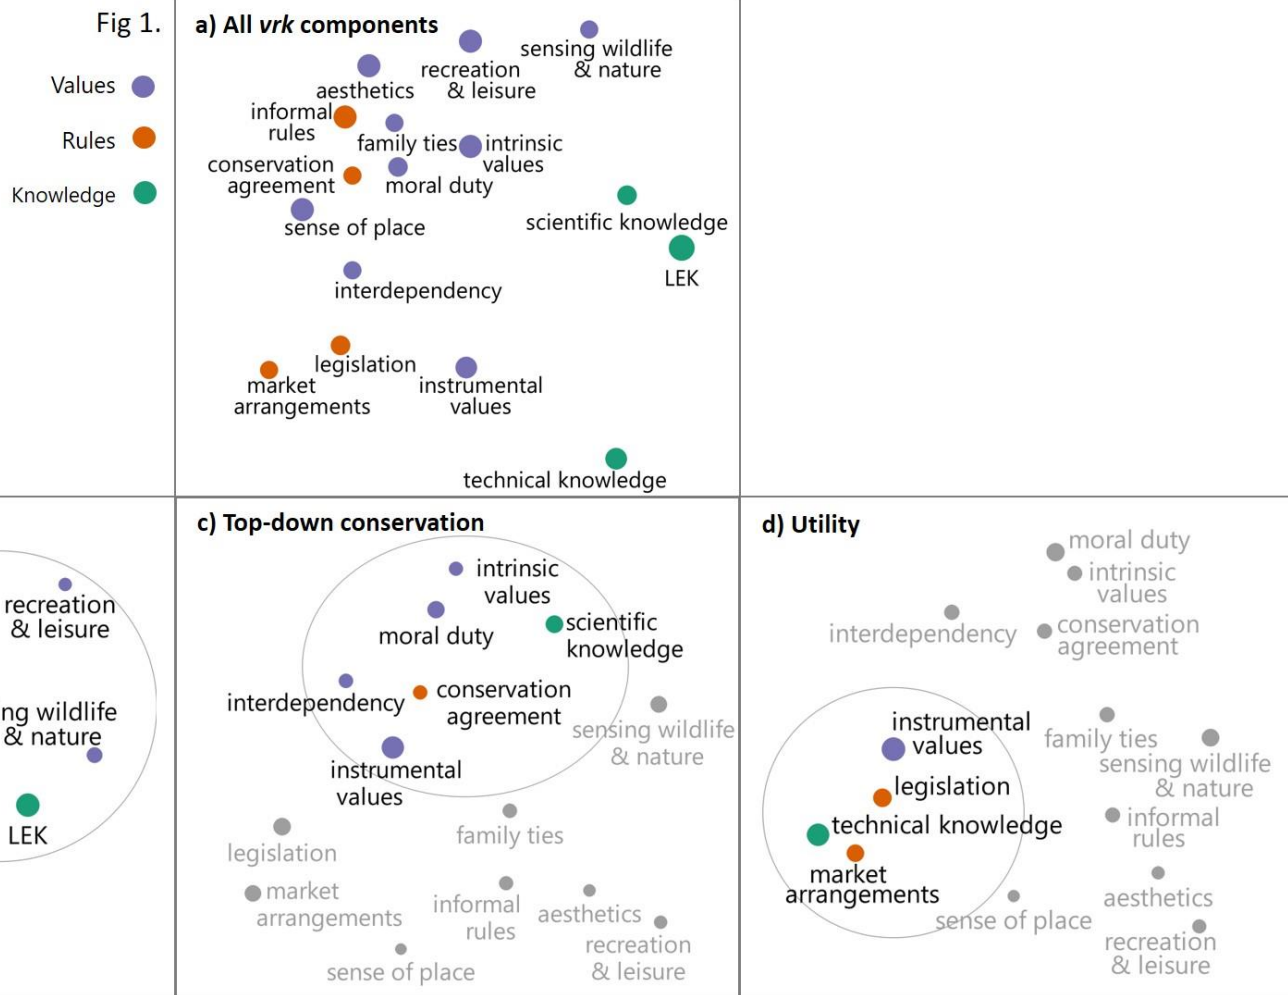 Fig 1.
Values
Rules
Knowledge
a) All vrk components
sensing wildlife
& nature
recreation
& leisure
aesthetics
informal
rules
family ties
intrinsic
values
conservation
agreement
moral duty
sense of place
scientific knowledge
LEK
interdependency
legislation
market
arrangements
instrumental
values
technical knowledge
recreation
& leisure
ng wildlife
& nature
LEK
c) Top-down conservation
intrinsic
values
moral duty
scientific
knowledge
interdependency
conservation
agreement
sensing wildlife
& nature
instrumental
values
family ties
legislation
market
arrangements
informal
rules
aesthetics
recreation
& leisure
sense of place
d) Utility
moral duty
intrinsic
values
interdependency
conservation
agreement
instrumental
values
family ties
sensing wildlife
& nature
legislation
technical knowledge
informal
rules
market
arrangements
aesthetics
sense of place
recreation
& leisure